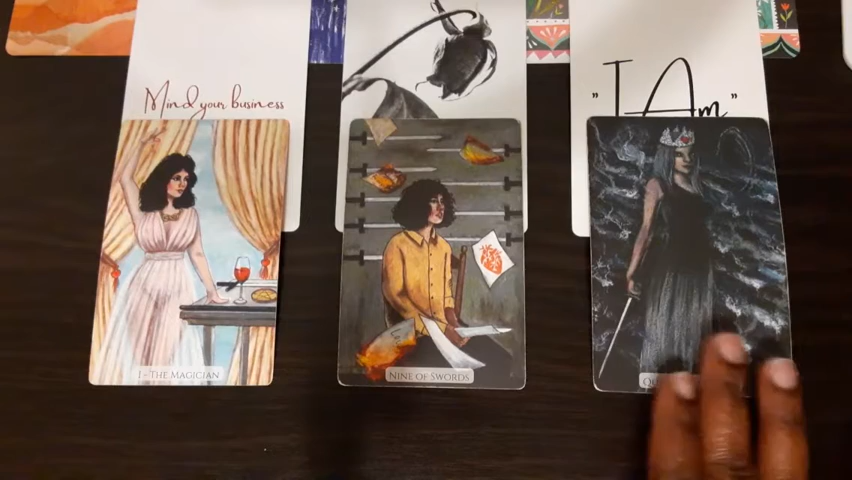 Mind your business
"I Am"
I - The Magician
Nine of Swords